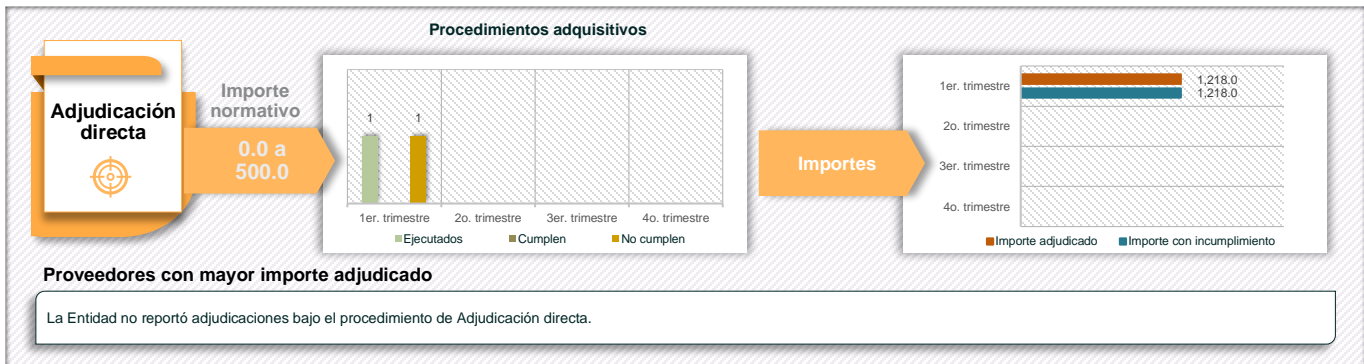 Procedimientos adquisitivos
Adjudicación
directa
Importe
normativo
0.0 a
500.0
1
1
1er. trimestre
2o. trimestre
3er. trimestre
4o. trimestre
Ejecutados
Cumplen
No cumplen
Importes
1er. trimestre
1,218.0
1,218.0
2o. trimestre
3er. trimestre
4o. trimestre
Importe adjudicado
Importe con incumplimiento
Proveedores con mayor importe adjudicado
La Entidad no reportó adjudicaciones bajo el procedimiento de Adjudicación directa.